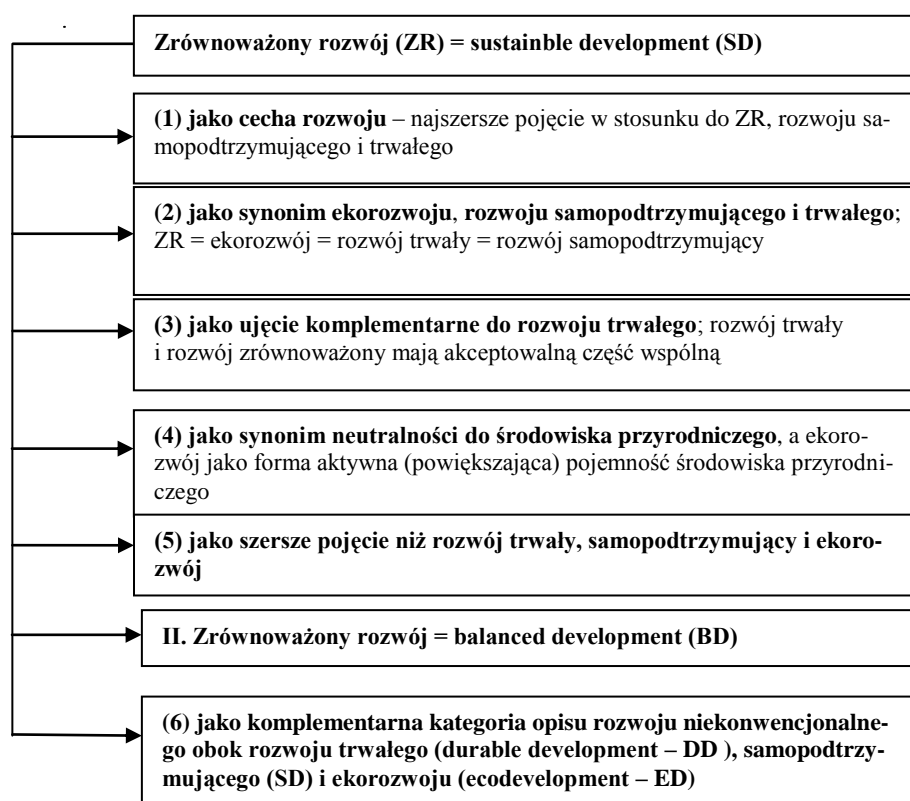 Zrównoważony rozwój (ZR) = sustainble development (SD)
(1) jako cecha rozwoju – najszersze pojęcie w stosunku do ZR, rozwoju sa-
mopodtrzymującego i trwałego
(2) jako synonim ekorozwoju, rozwoju samopodtrzymującego i trwałego;
ZR = ekorozwój = rozwój trwały = rozwój samopodtrzymujący
(3) jako ujęcie komplementarne do rozwoju trwałego; rozwój trwały
i rozwój zrównoważony mają akceptowalną część wspólną
(4) jako synonim neutralności do środowiska przyrodniczego, a ekoro-
zwój jako forma aktywna (powiększająca) pojemność środowiska przyrodni-
czego
(5) jako szersze pojęcie niż rozwój trwały, samopodtrzymujący i ekoro-
zwój
II. Zrównoważony rozwój = balanced development (BD)
(6) jako komplementarna kategoria opisu rozwoju niekonwencjonalne-
go obok rozwoju trwałego (durable development – DD ), samopodtrzy-
mującego (SD) i ekorozwoju (ecodevelopment – ED)